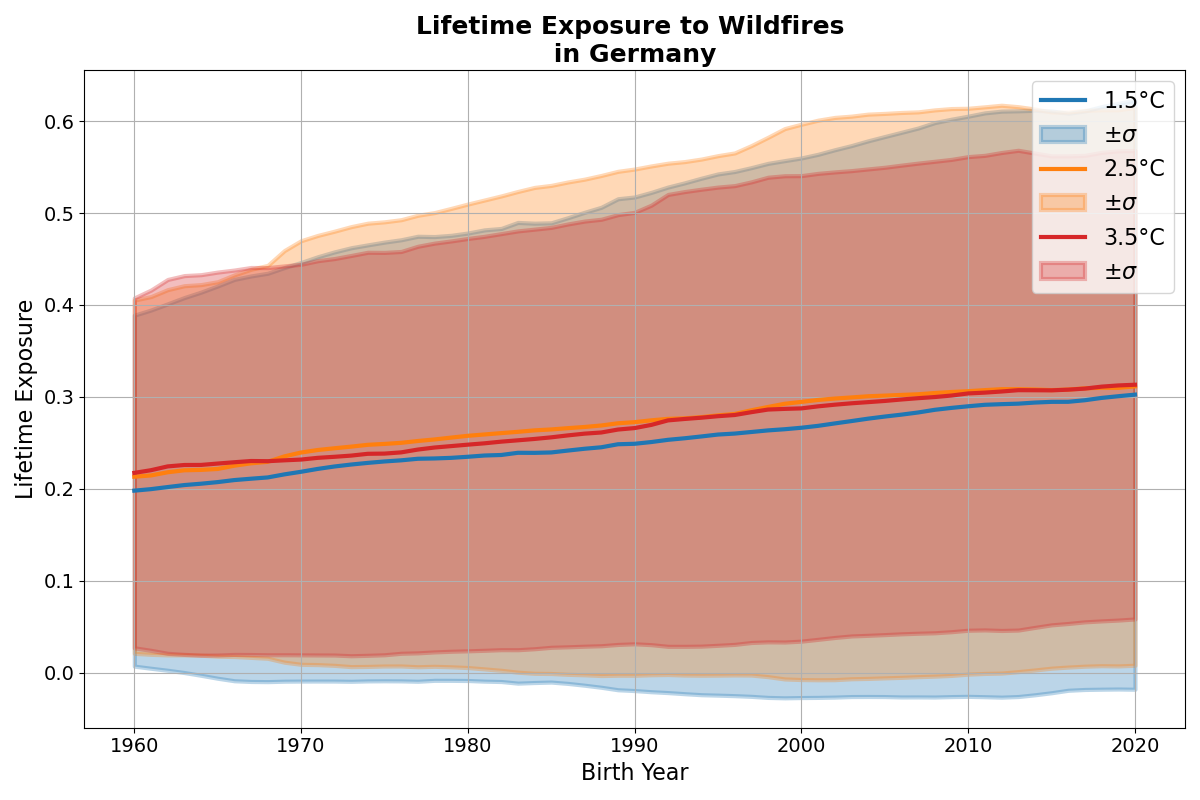 Lifetime Exposure to Wildfires
in Germany
Lifetime Exposure
0.6
0.5
0.4
0.3
0.2
0.1
0.0
1960
1970
1980
1990
2000
2010
2020
Birth Year
1.5°C
±σ
2.5°C
±σ
3.5°C
±σ